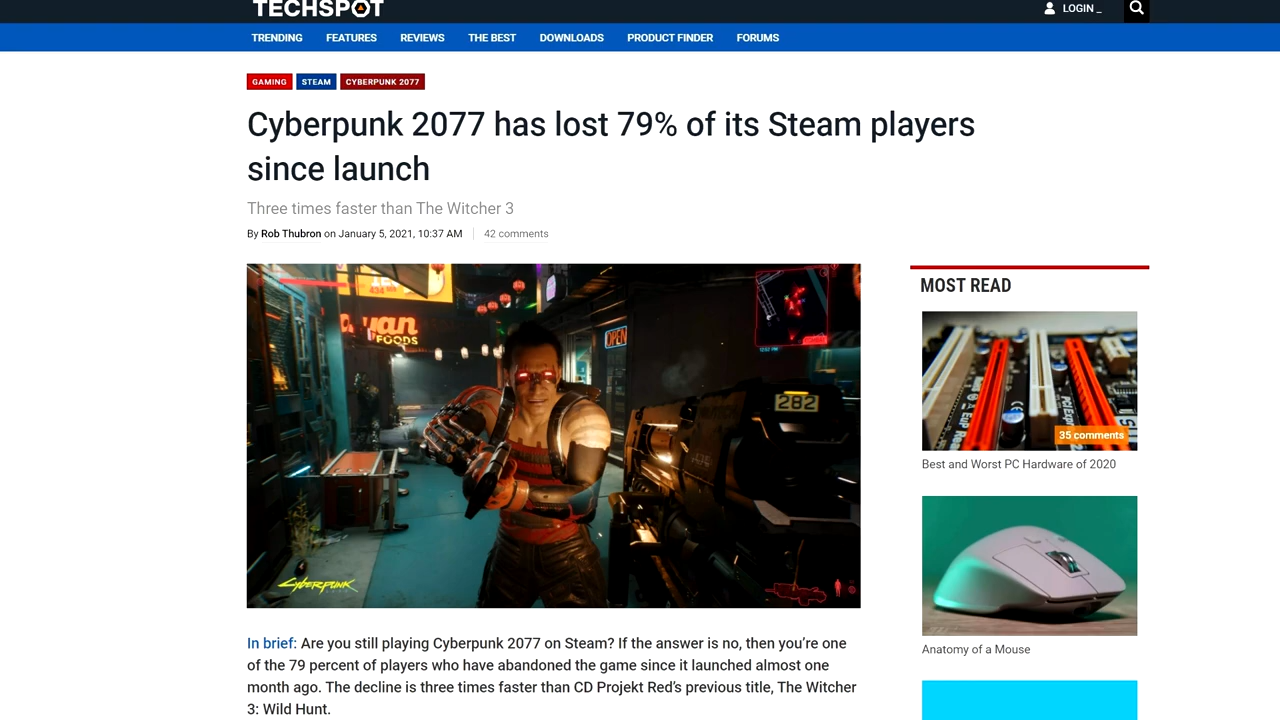 TECHSPOT
LOGIN _
TRENDING FEATURES REVIEWS THE BEST DOWNLOADS PRODUCT FINDER FORUMS
GAMING STEAM CYBERPUNK 2077
Cyberpunk 2077 has lost 79% of its Steam players
since launch
Three times faster than The Witcher 3
By Rob Thubron on January 5, 2021, 10:37 AM 42 comments
FOODS
OPEN
282
CYBERPUNK
In brief: Are you still playing Cyberpunk 2077 on Steam? If the answer is no, then you’re one
of the 79 percent of players who have abandoned the game since it launched almost one
month ago. The decline is three times faster than CD Projekt Red’s previous title, The Witcher
3: Wild Hunt.
MOST READ
35 comments
Best and Worst PC Hardware of 2020
Anatomy of a Mouse